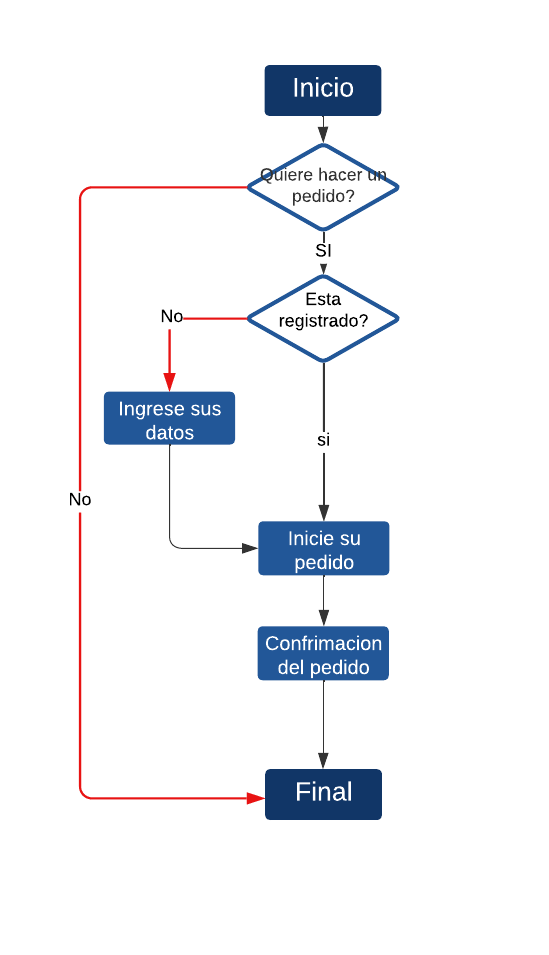 Inicio
Quiere hacer un
pedido?
SI
Esta
registrado?
No
Ingrese sus
datos
si
No
Inicie su
pedido
Confrimacion
del pedido
Final